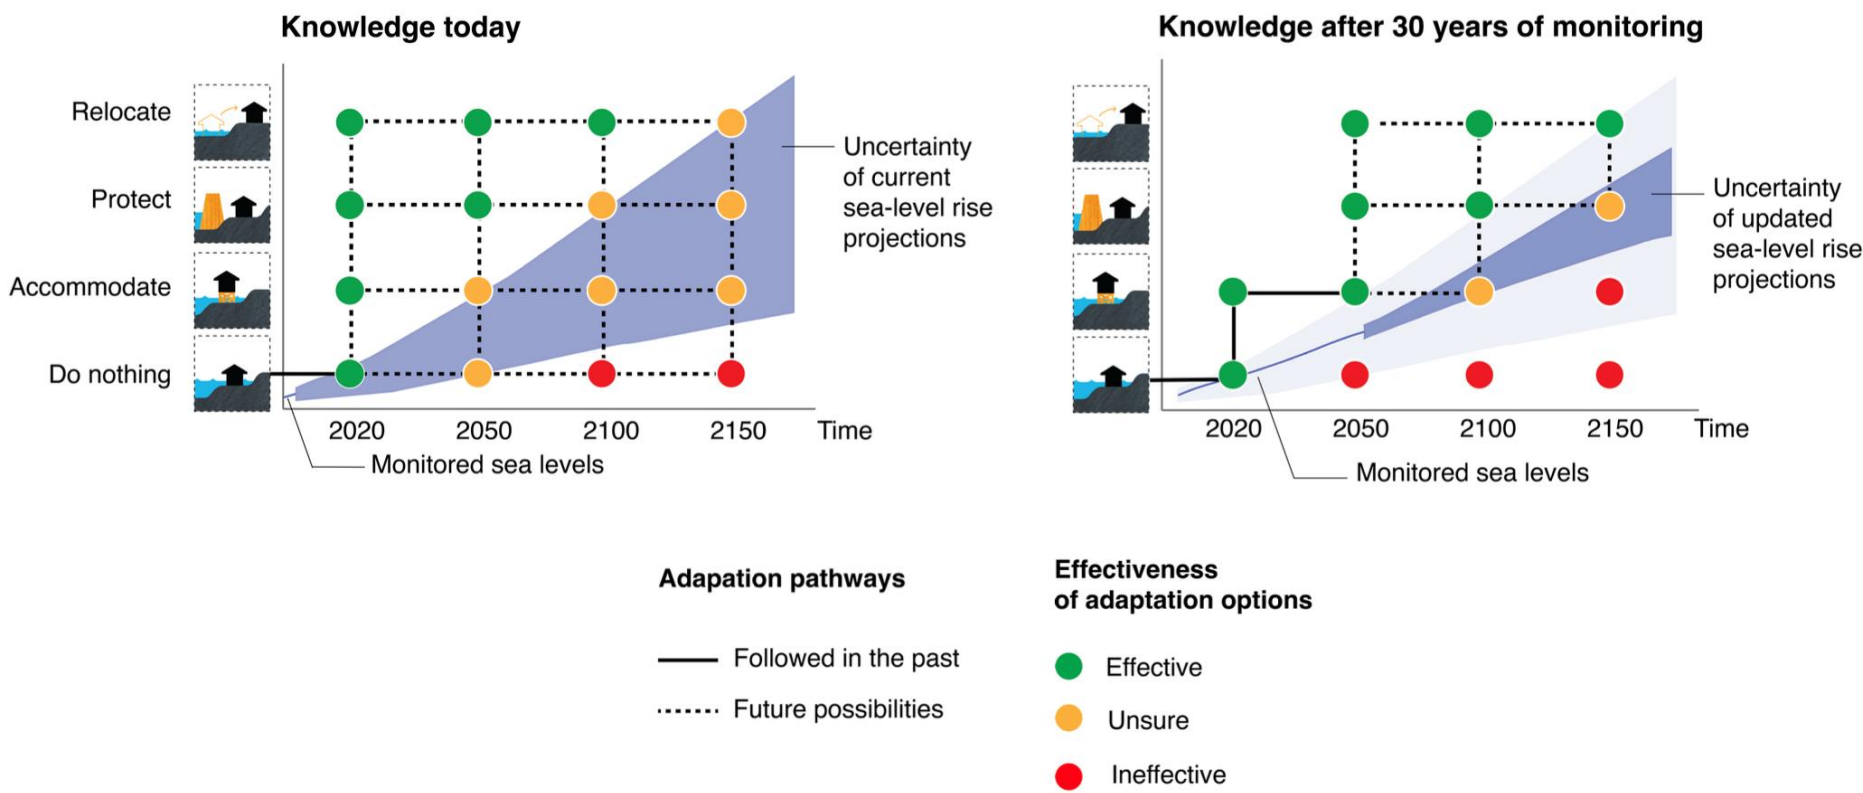 Knowledge today
Relocate
Protect
Accommodate
Do nothing
Uncertainty
of current
sea-level rise
projections
2020 2050 2100 2150 Time
Monitored sea levels
Knowledge after 30 years of monitoring
Uncertainty
of updated
sea-level rise
projections
2020 2050 2100 2150 Time
Monitored sea levels
Adapation pathways
Followed in the past
Future possibilities
Effectiveness
of adaptation options
Effective
Unsure
Ineffective